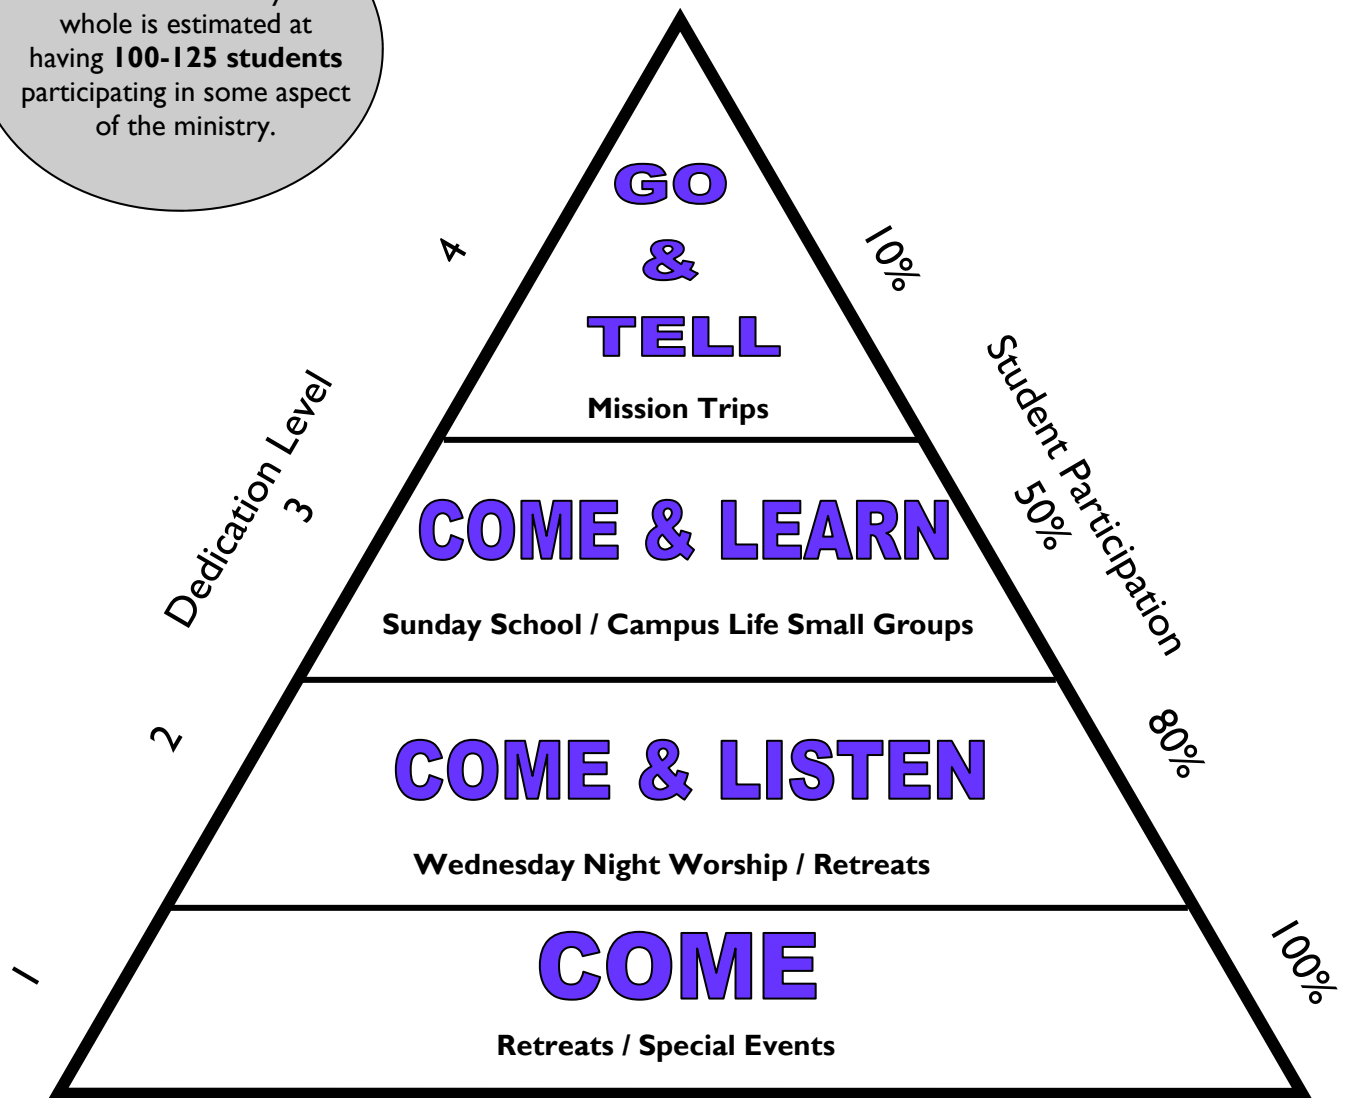 whole is estimated at
having 100-125 students
participating in some aspect
of the ministry.
GO
&
TELL
Mission Trips
4
10%
Dedication Level
Student Participation
3
COME & LEARN
50%
Sunday School / Campus Life Small Groups
2
COME & LISTEN
80%
Wednesday Night Worship / Retreats
1
COME
100%
Retreats / Special Events